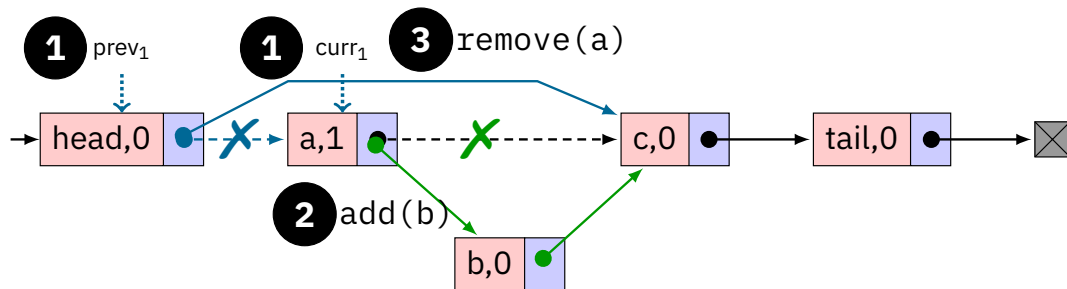 1 prev1
1 curr1
3 remove(a)
head,0
a,1
c,0
tail,0
2 add(b)
b,0